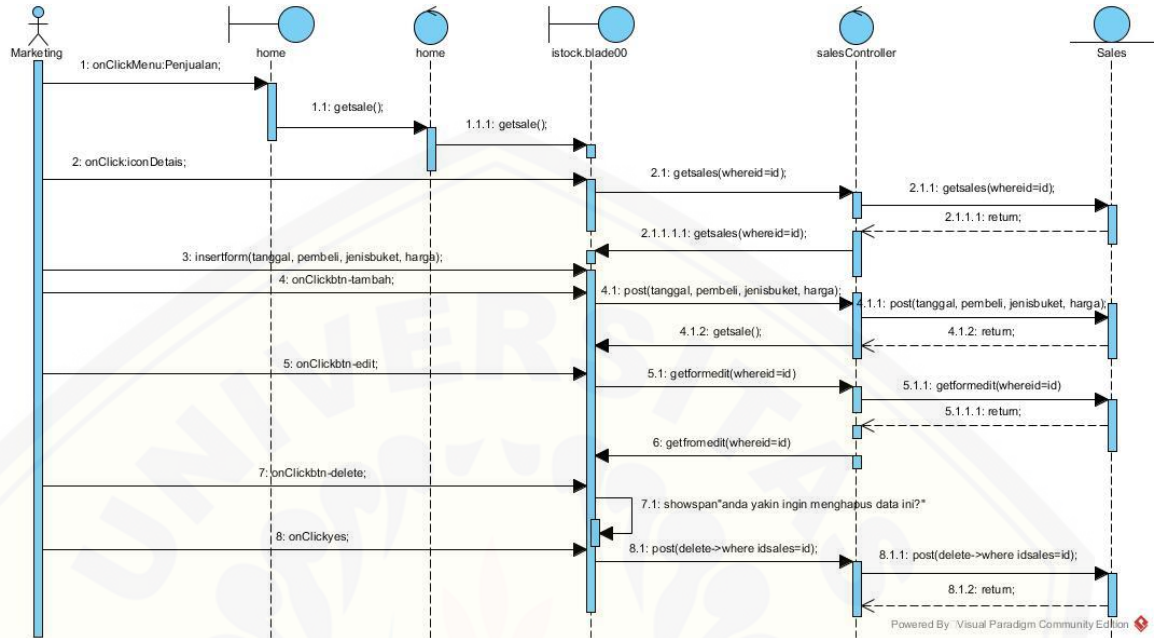 Marketing
home
home
istock.blade00
salesController
Sales
1: onClickMenu:Penjualan;
1.1: getsale();
1.1.1: getsale();
2: onClick:iconDetais;
2.1: getsales(whereid=id);
2.1.1: getsales(whereid=id);
2.1.1.1: return;
2.1.1.1.1: getsales(whereid=id);
3: insertform(tanggal, pembeli, jenisbuket, harga);
4: onClickbtn-tambah;
4.1: post(tanggal, pembeli, jenisbuket, harga);
4.1.1: post(tanggal, pembeli, jenisbuket, harga);
4.1.2: getsale();
4.1.2: return;
5: onClickbtn-edit;
5.1: getformedit(whereid=id)
5.1.1: getformedit(whereid=id)
5.1.1.1: return;
6: getfromedit(whereid=id)
7: onClickbtn-delete;
7.1: showspan"anda yakin ingin menghapus data ini?"
8: onClickyes;
8.1: post(delete->where idsales=id);
8.1.1: post(delete->where idsales=id);
8.1.2: return;
Powered By Visual Paradigm Community Edition
UNIVERSITAS